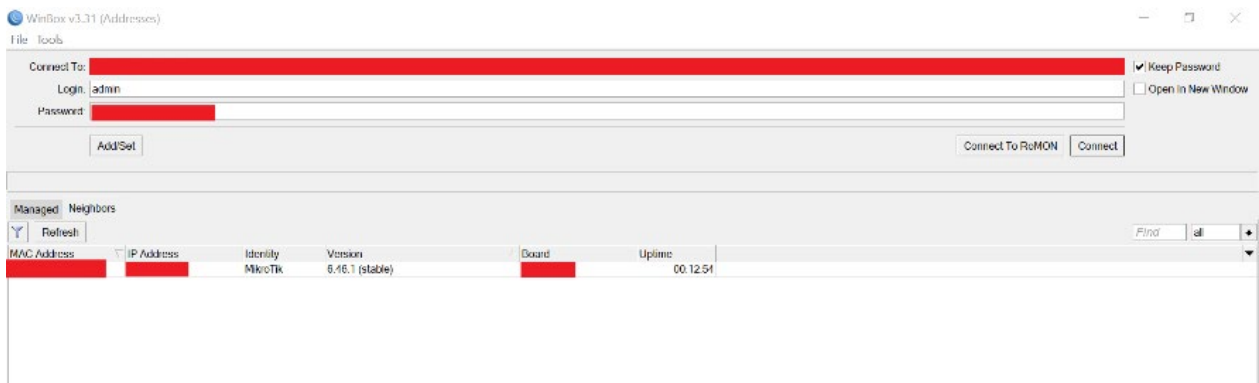 WinBox v3.31 (Addresses)
File Tools
Connect To:
Keep Password
Login: admin
Open In New Window
Password:
Add/Set
Connect To RoMON
Connect
Managed
Neighbors
Refresh
Find
all
MAC Address IP Address Identity Version Board Uptime
MikroTik 6.46.1 (stable) 00:12:54